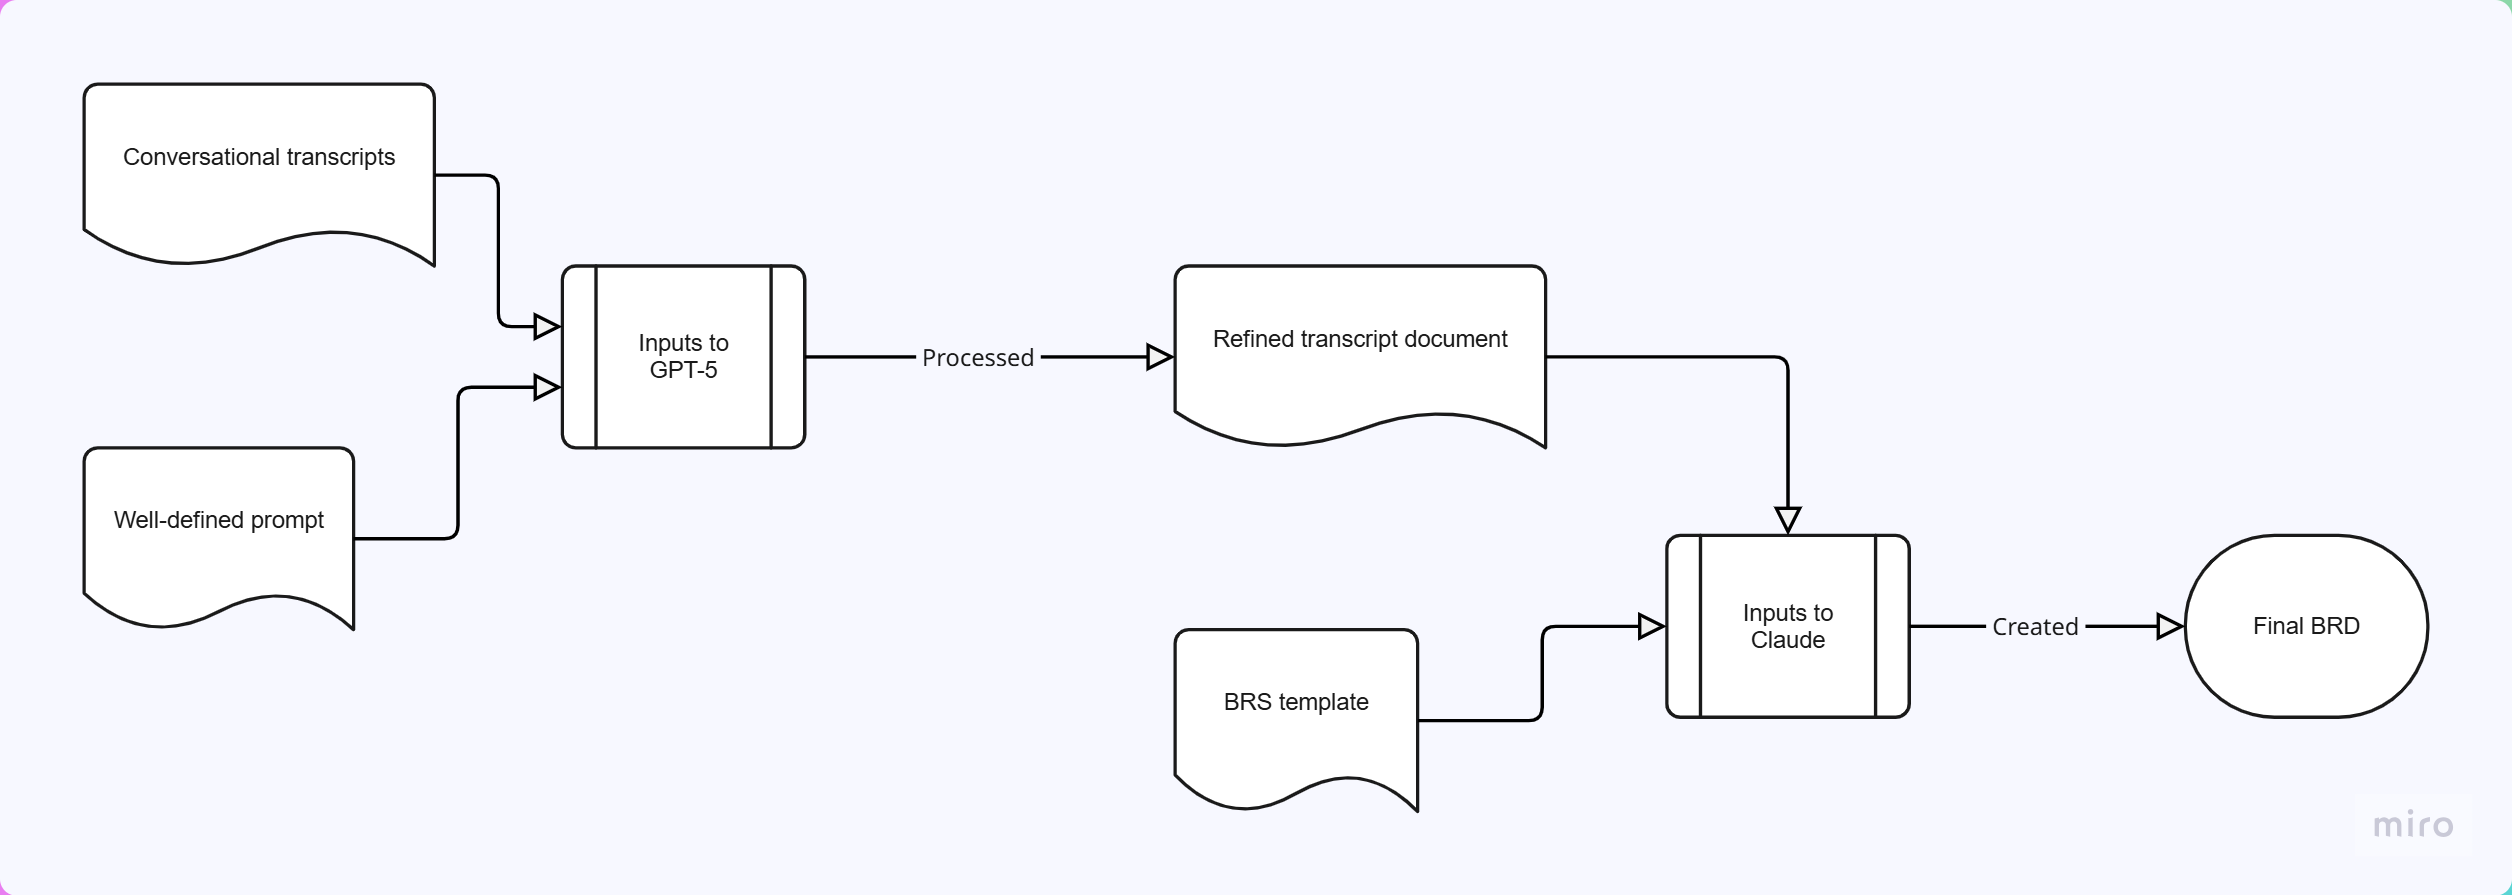 Conversational transcripts
Well-defined prompt
Inputs to
GPT-5
Processed
Refined transcript document
BRS template
Inputs to
Claude
Created
Final BRD
miro